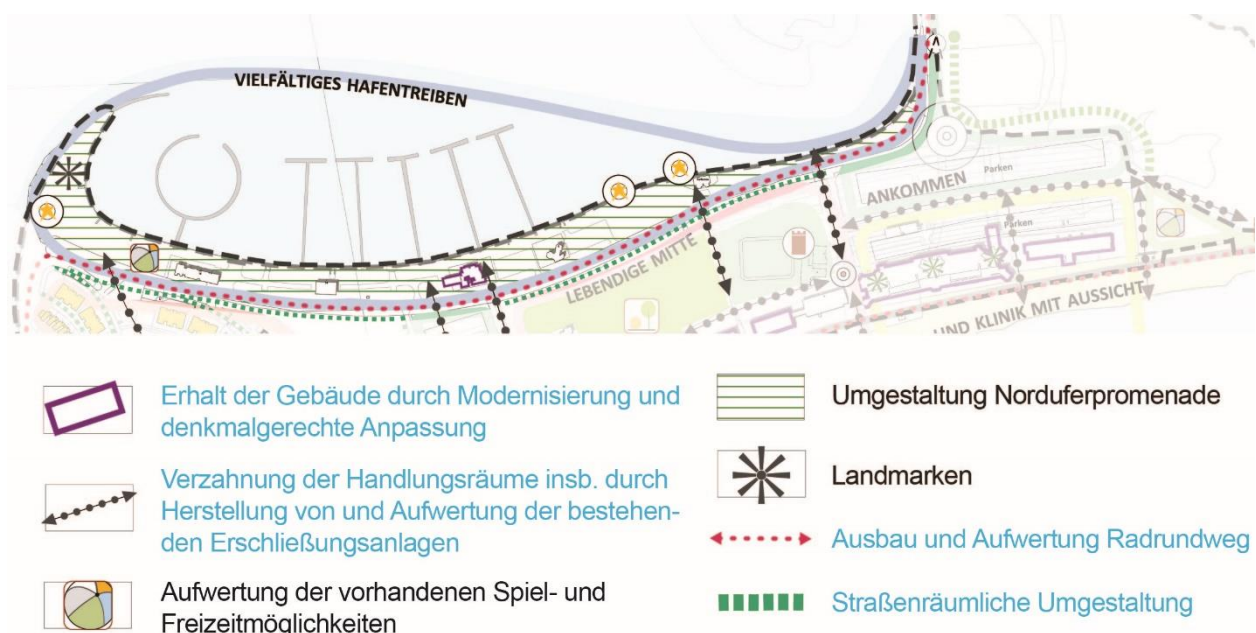 VIELFÄLTIGES HAFENTREIBEN
Parken
ANKOMMEN
Parken
LEBENDIGE MITTE
UND KLINIK MIT AUSSICHT
Erhalt der Gebäude durch Modernisierung und
denkmalgerechte Anpassung
Verzahnung der Handlungsräume insb. durch
Herstellung von und Aufwertung der bestehen-
den Erschließungsanlagen
Aufwertung der vorhandenen Spiel- und
Freizeitmöglichkeiten
Umgestaltung Norduferpromenade
Landmarken
Ausbau und Aufwertung Radrundweg
Straßenräumliche Umgestaltung